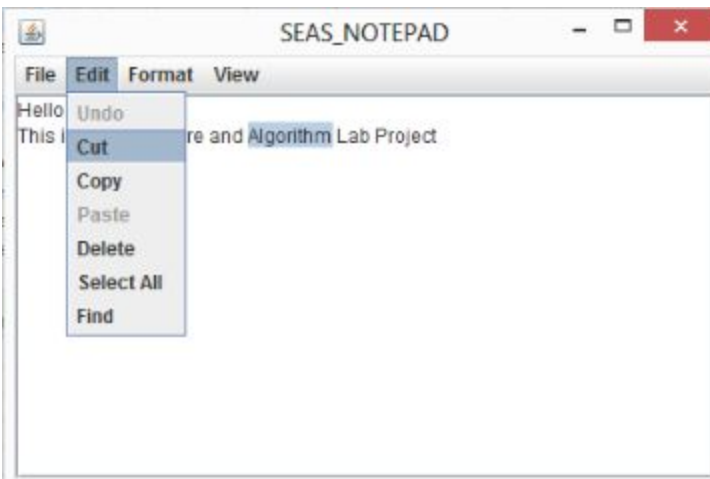 SEAS_NOTEPAD
File Edit Format View
Hello
This i re and Algorithm Lab Project
Undo
Cut
Copy
Paste
Delete
Select All
Find